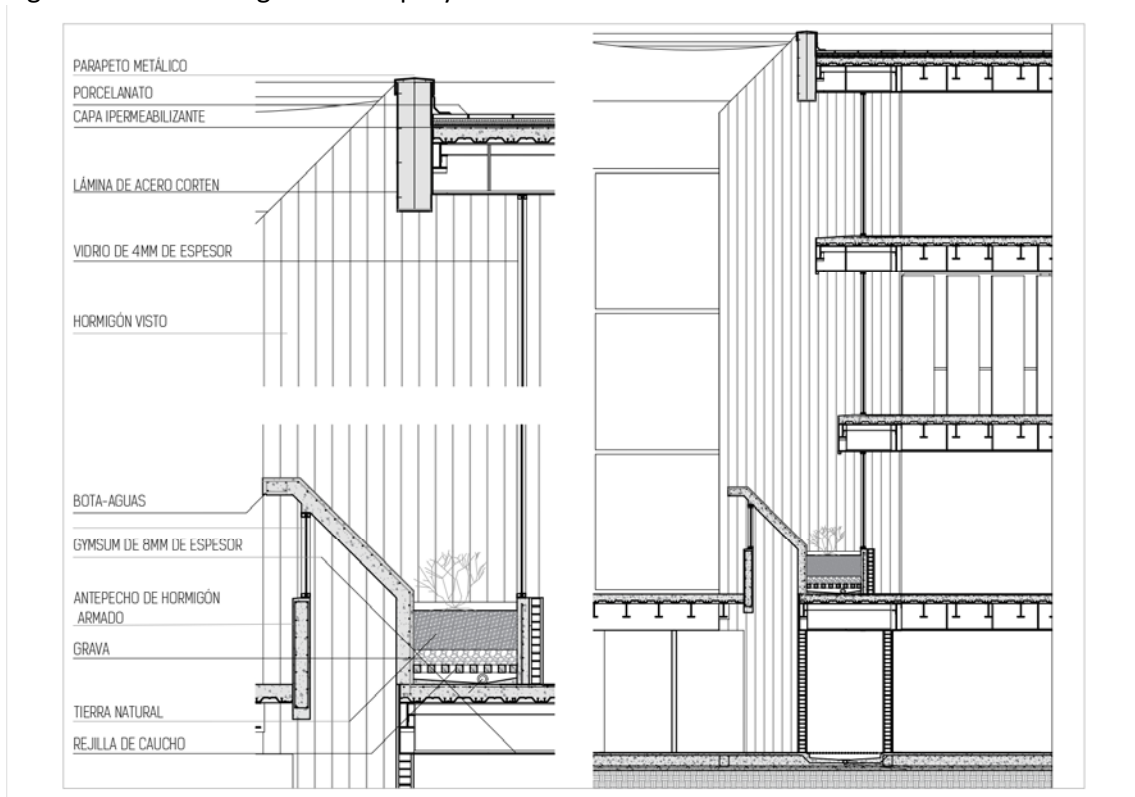 PARAPETO METÁLICO
PORCELANATO
CAPA IPERMEABILIZANTE
LÁMINA DE ACERO CORTEN
VIDRIO DE 4MM DE ESPESOR
HORMIGÓN VISTO
BOTA-AGUAS
GYMSUM DE 8MM DE ESPESOR
ANTEPECHO DE HORMIGÓN
ARMADO
GRAVA
TIERRA NATURAL
REJILLA DE CAUCHO